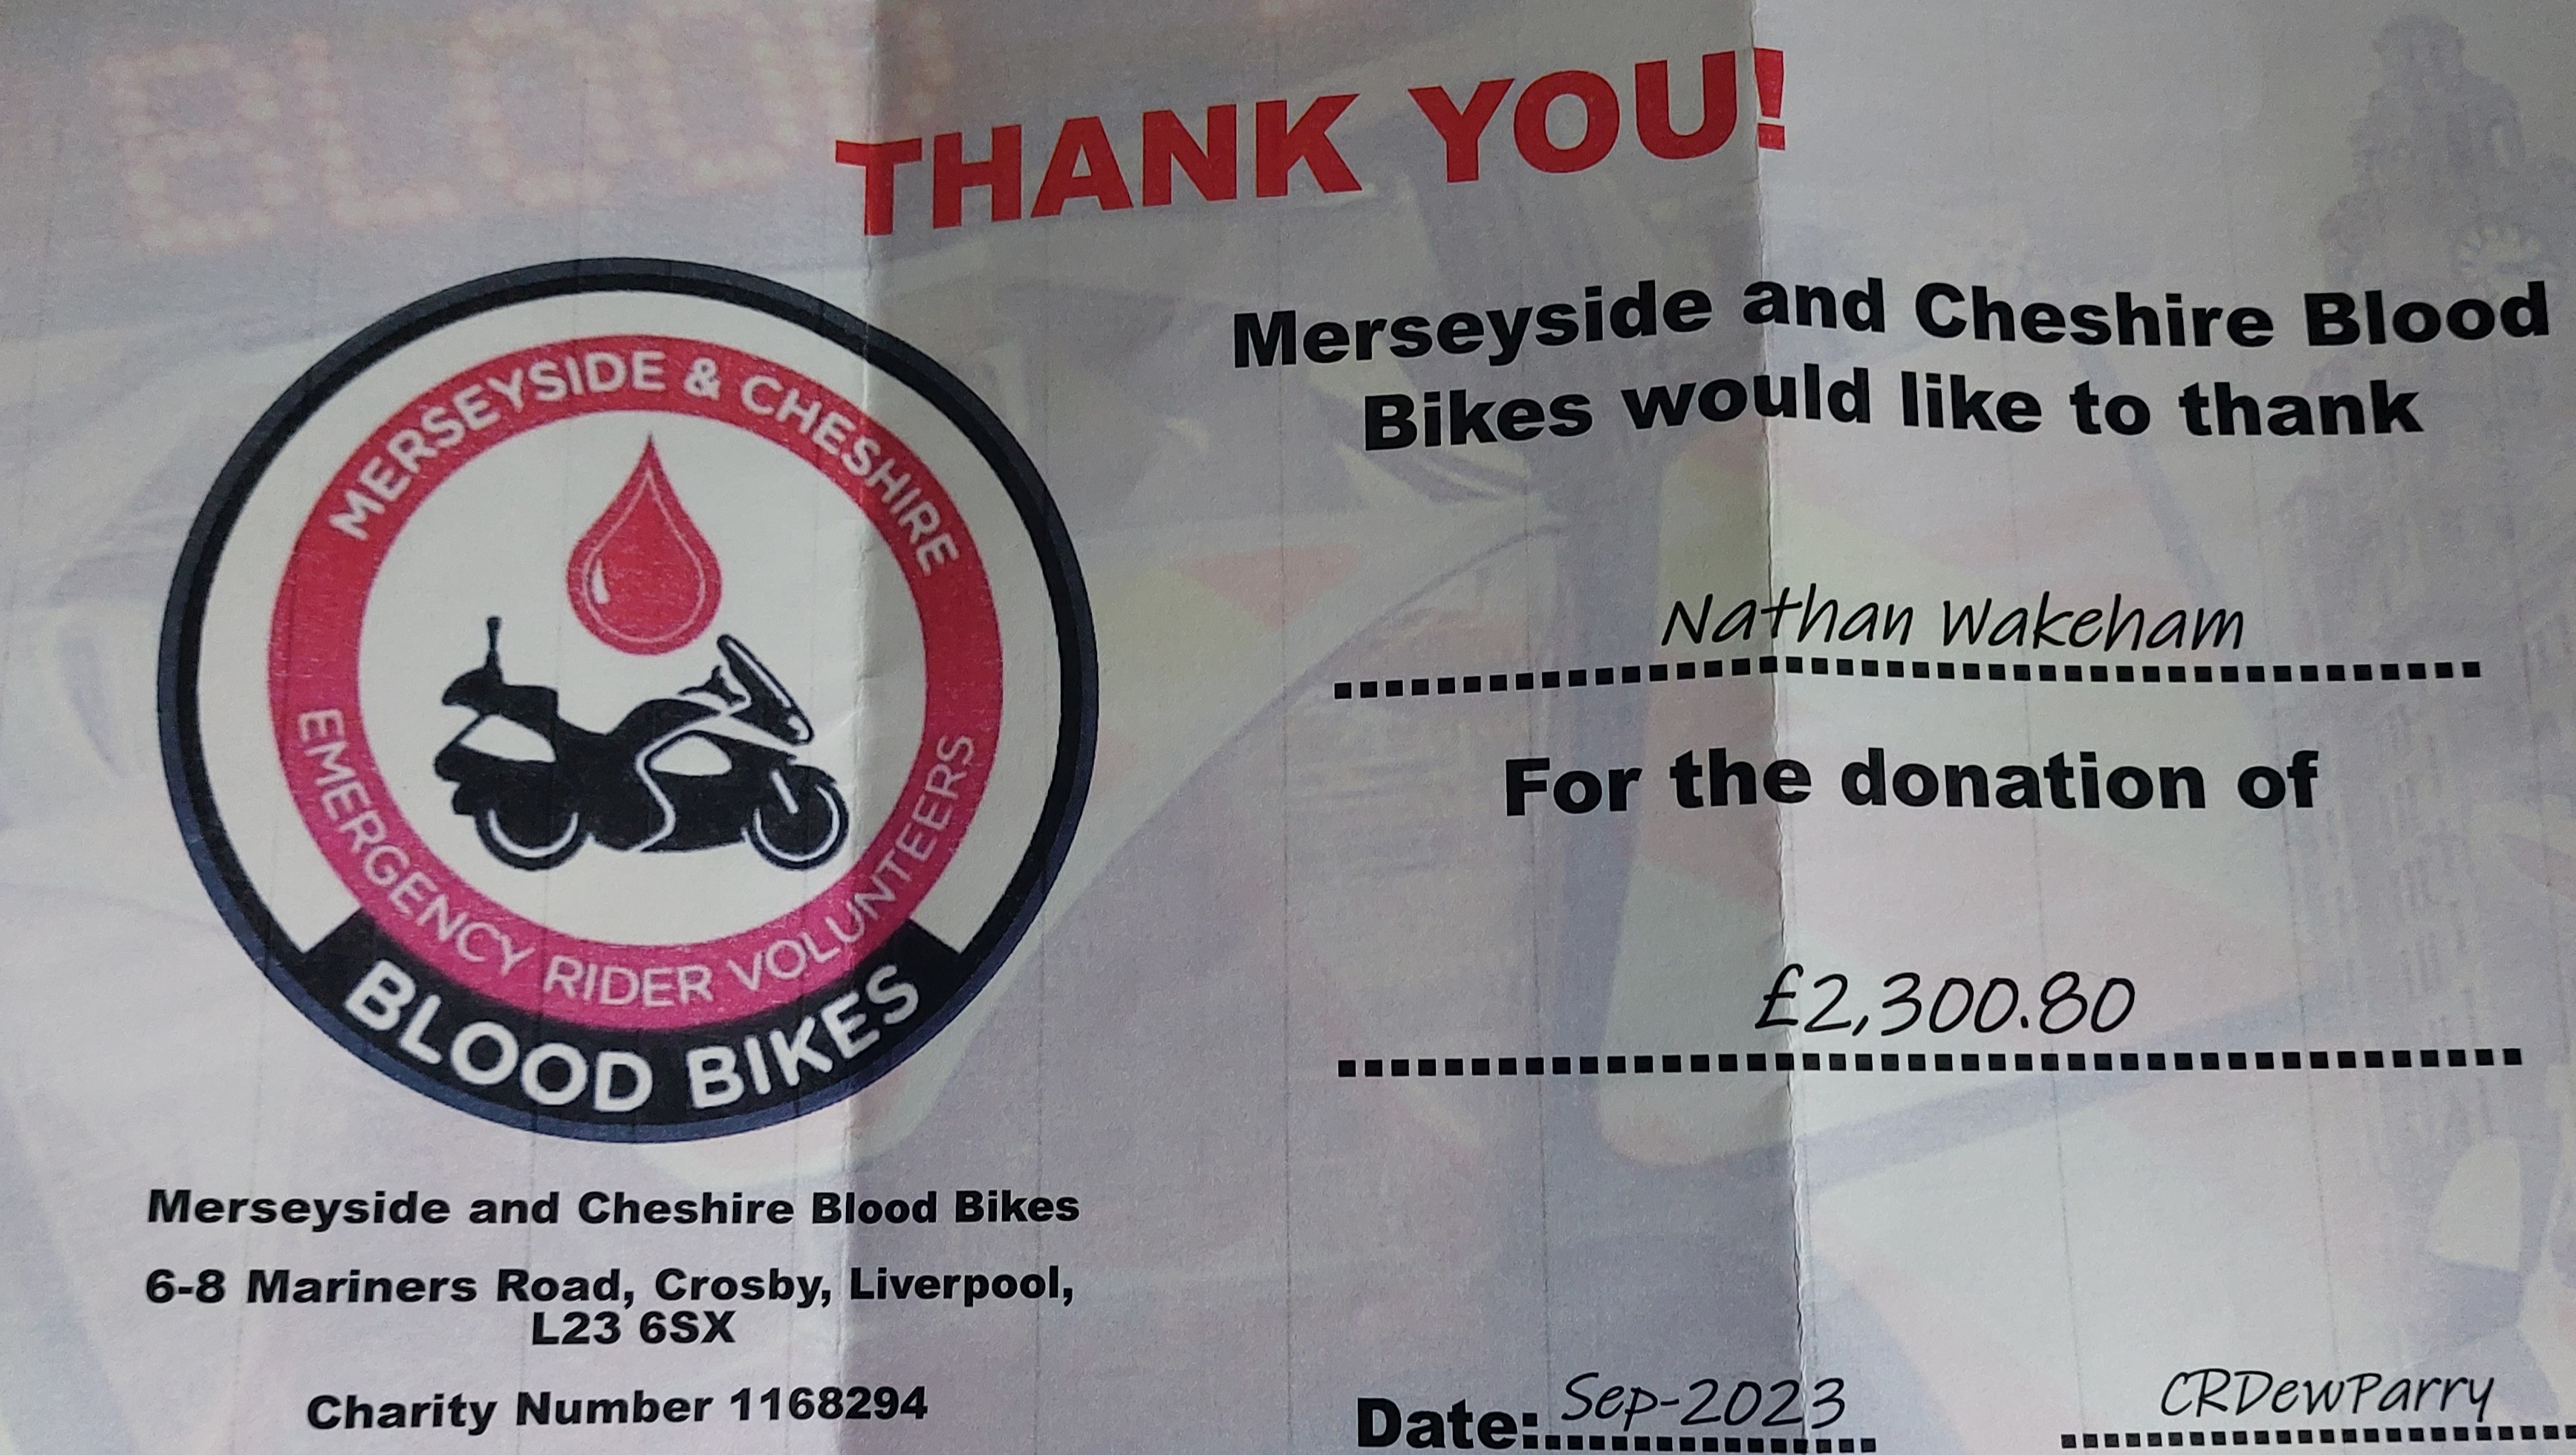 BLOOD
THANK YOU!
MERSEYSIDE & CHESHIRE
EMERGENCY RIDER VOLUNTEERS
BLOOD BIKES
Merseyside and Cheshire Blood
Bikes would like to thank
Nathan Wakeham
For the donation of
£2,300.80
Merseyside and Cheshire Blood Bikes
6-8 Mariners Road, Crosby, Liverpool,
L23 6SX
Charity Number 1168294
Date: Sep-2023
CRDewParry